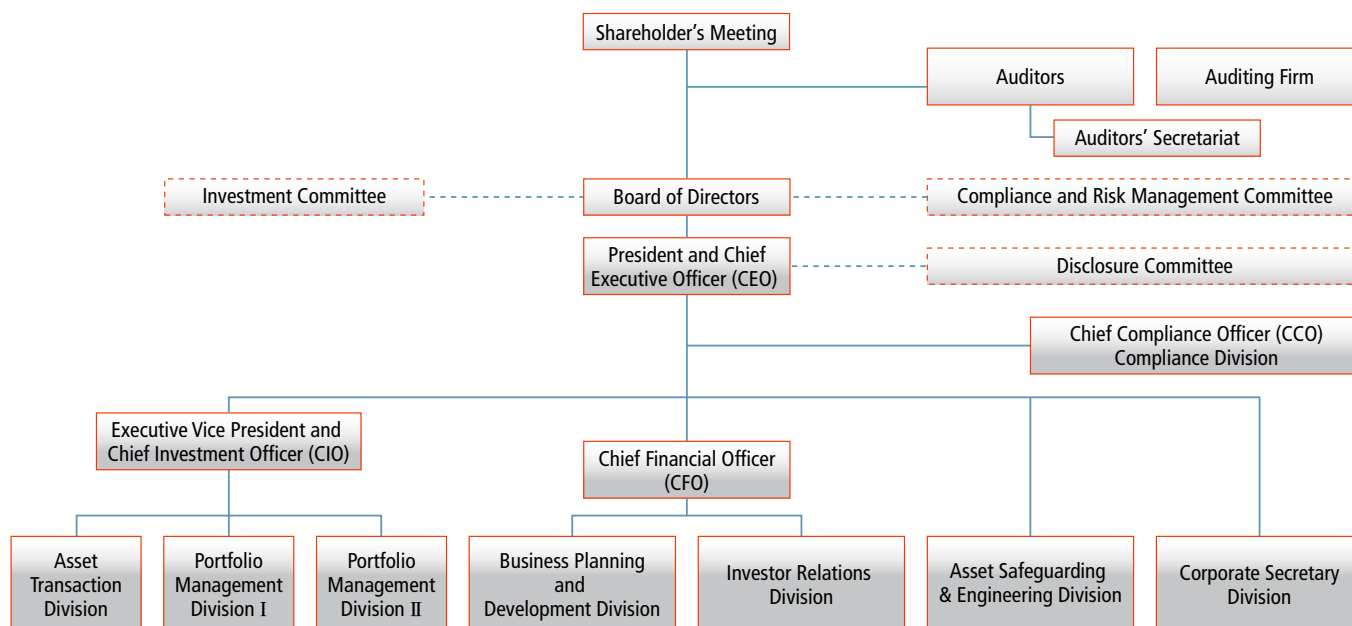 Shareholder's Meeting
Auditors
Auditing Firm
Auditors’ Secretariat
Investment Committee
Board of Directors
Compliance and Risk Management Committee
President and Chief
Executive Officer (CEO)
Disclosure Committee
Chief Compliance Officer (CCO)
Compliance Division
Executive Vice President and
Chief Investment Officer (CIO)
Chief Financial Officer
(CFO)
Asset
Transaction
Division
Portfolio
Management
Division I
Portfolio
Management
Division II
Business Planning
and
Development Division
Investor Relations
Division
Asset Safeguarding
& Engineering Division
Corporate Secretary
Division